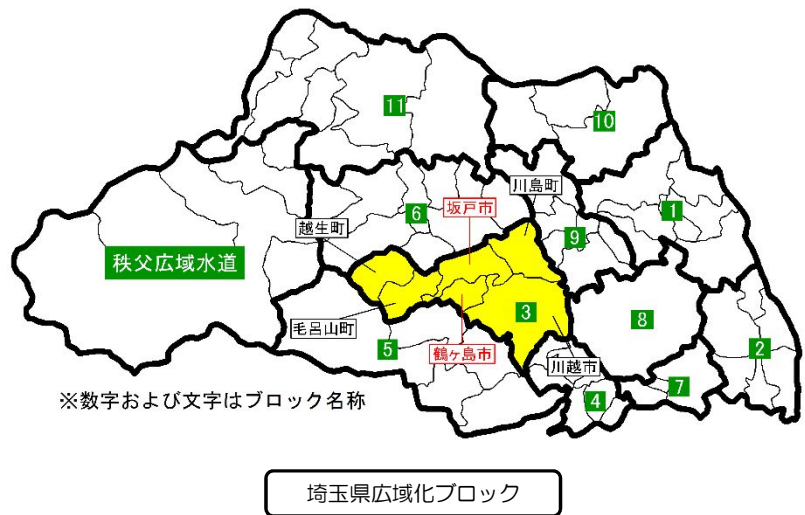 11
10
川島町
坂戸市
6
1
越生町
9
秩父広域水道
3
8
毛呂山町
5
2
鶴ヶ島市
川越市
7
4
※数字および文字はブロック名称
埼玉県広域化ブロック